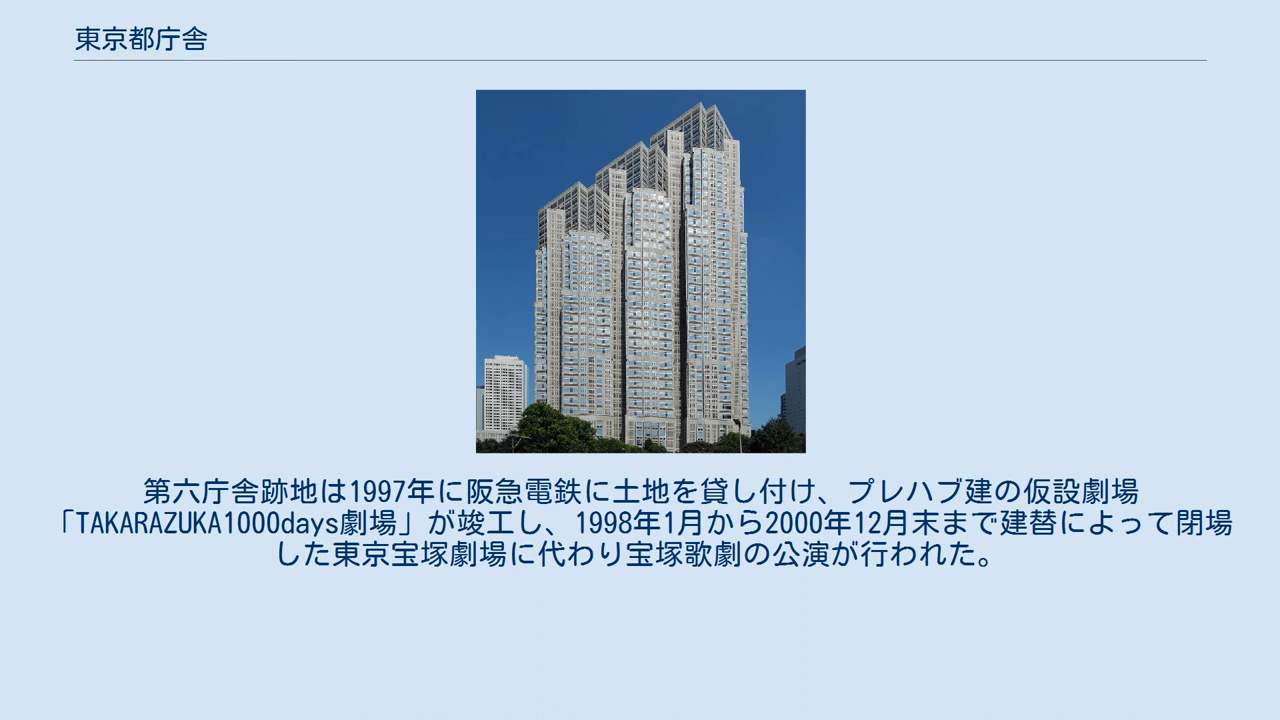 東京都庁舎
第六庁舎跡地は1997年に阪急電鉄に土地を貸し付け、プレハブ建の仮設劇場
「TAKARAZUKA1000days劇場」が竣工し、1998年1月から2000年12月末まで建替によって閉場
した東京宝塚劇場に代わり宝塚歌劇の公演が行われた。